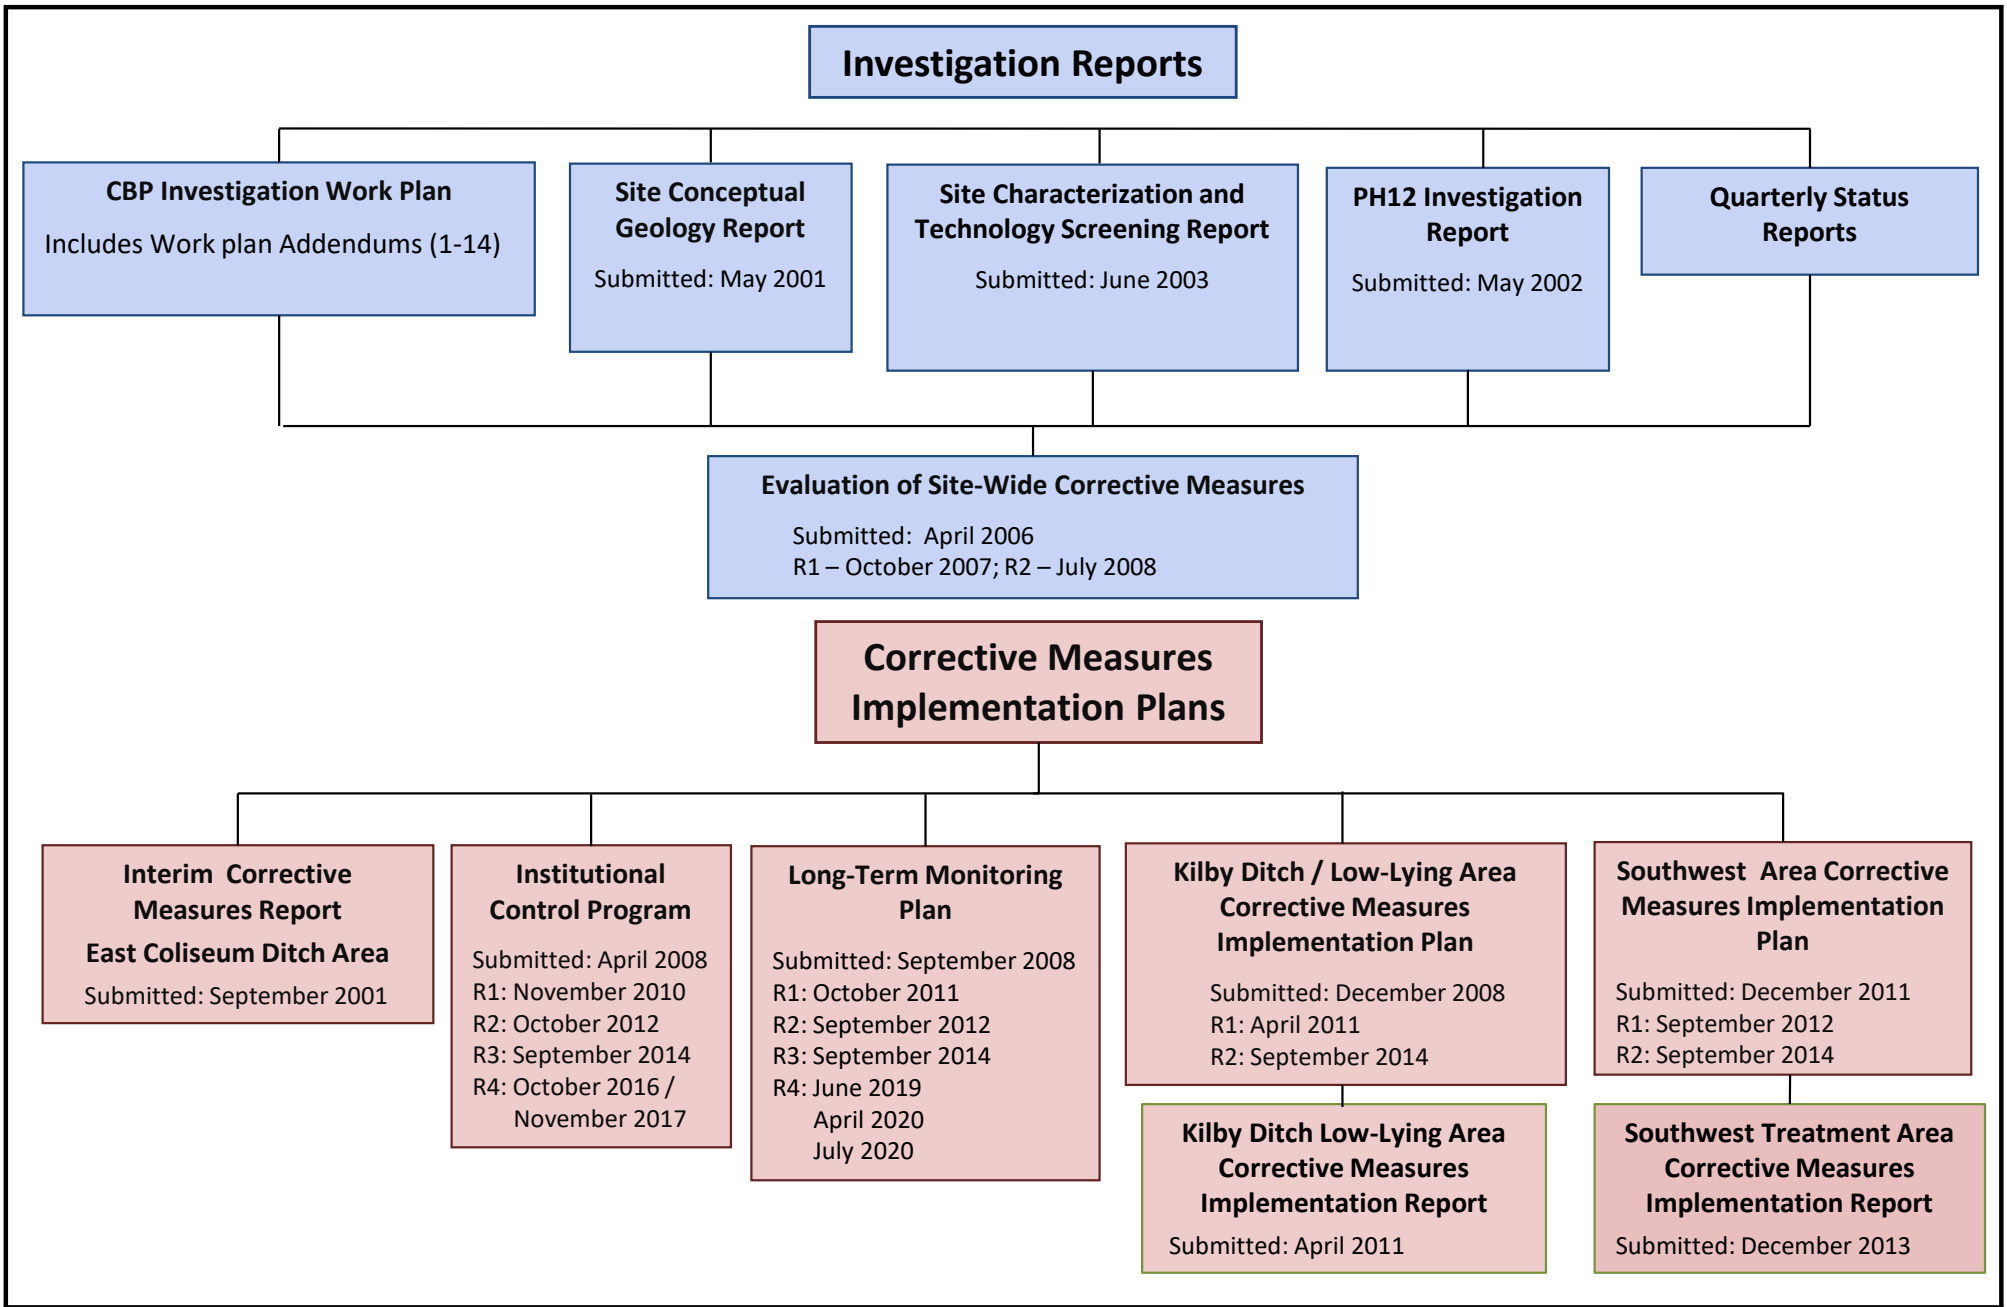 Investigation Reports
CBP Investigation Work Plan
Includes Work plan Addendums (1-14)
Site Conceptual
Geology Report
Submitted: May 2001
Site Characterization and
Technology Screening Report
Submitted: June 2003
PH12 Investigation
Report
Submitted: May 2002
Quarterly Status
Reports
Evaluation of Site-Wide Corrective Measures
Submitted:  April 2006
R1 – October 2007; R2 – July 2008
Corrective Measures
Implementation Plans
Interim  Corrective
Measures Report
East Coliseum Ditch Area
Submitted: September 2001
Institutional
Control Program
Submitted: April 2008
R1: November 2010
R2: October 2012
R3: September 2014
R4: October 2016 /
November 2017
Long-Term Monitoring
Plan
Submitted: September 2008
R1: October 2011
R2: September 2012
R3: September 2014
R4: June 2019
April 2020
July 2020
Kilby Ditch / Low-Lying Area
Corrective Measures
Implementation Plan
Submitted: December 2008
R1: April 2011
R2: September 2014
Southwest  Area Corrective
Measures Implementation
Plan
Submitted: December 2011
R1: September 2012
R2: September 2014
Kilby Ditch Low-Lying Area
Corrective Measures
Implementation Report
Submitted: April 2011
Southwest Treatment Area
Corrective Measures
Implementation Report
Submitted: December 2013